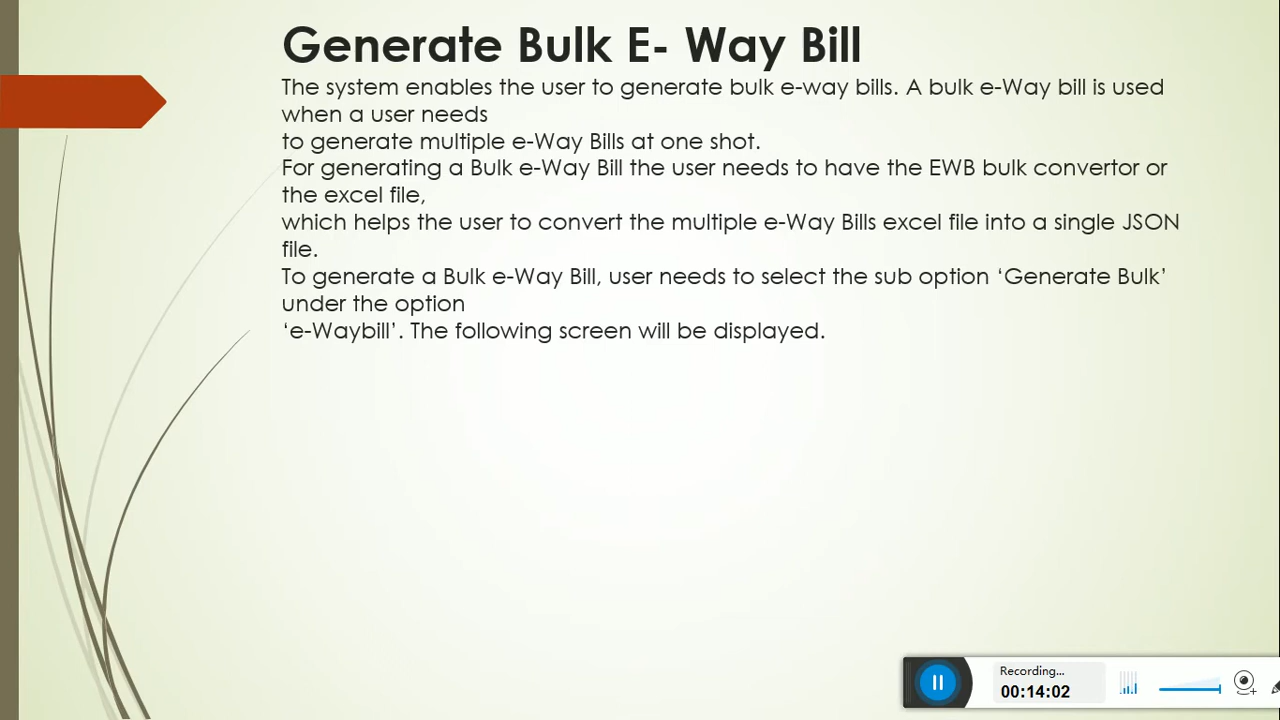 Generate Bulk E- Way Bill
The system enables the user to generate bulk e-way bills. A bulk e-Way bill is used
when a user needs
to generate multiple e-Way Bills at one shot.
For generating a Bulk e-Way Bill the user needs to have the EWB bulk convertor or
the excel file,
which helps the user to convert the multiple e-Way Bills excel file into a single JSON
file.
To generate a Bulk e-Way Bill, user needs to select the sub option ‘Generate Bulk’
under the option
‘e-Waybill’. The following screen will be displayed.
Recording...
00:14:02